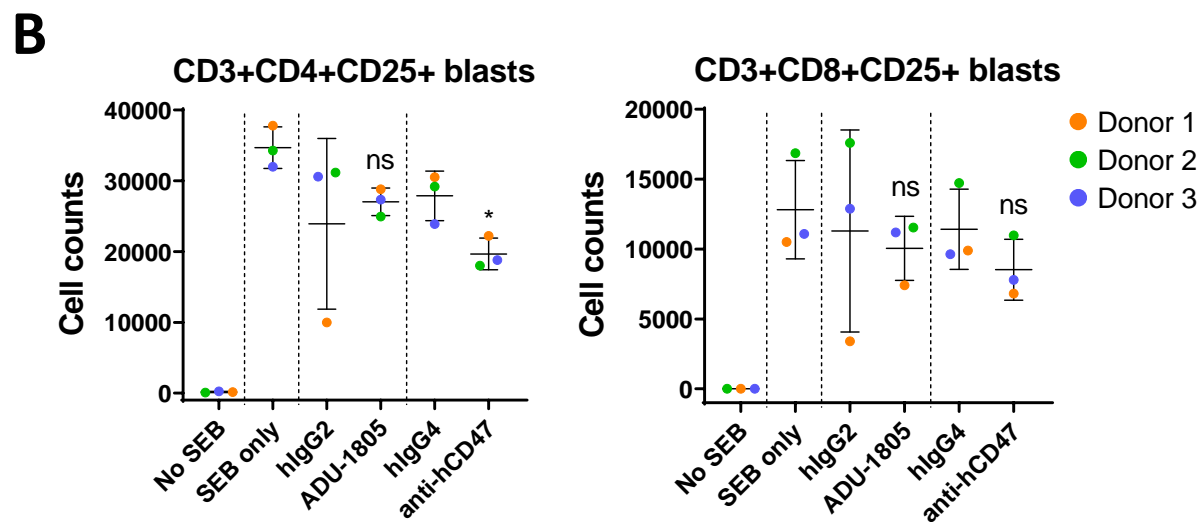 B
CD3+CD4+CD25+ blasts
Cell counts
40000
30000
20000
10000
0
ns
*
No SEB
SEB only
hIgG2
ADU-1805
hIgG4
anti-hCD47
CD3+CD8+CD25+ blasts
Cell counts
20000
15000
10000
5000
0
ns
ns
No SEB
SEB only
hIgG2
ADU-1805
hIgG4
anti-hCD47
Donor 1
Donor 2
Donor 3